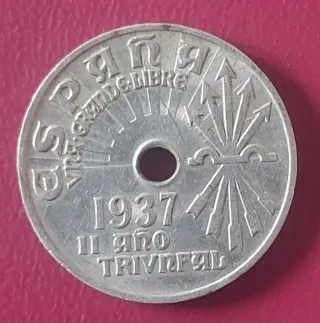 ESPAÑA
VNA·GRANDE·LIBRE
1937
II AÑO
TRIVNFAL